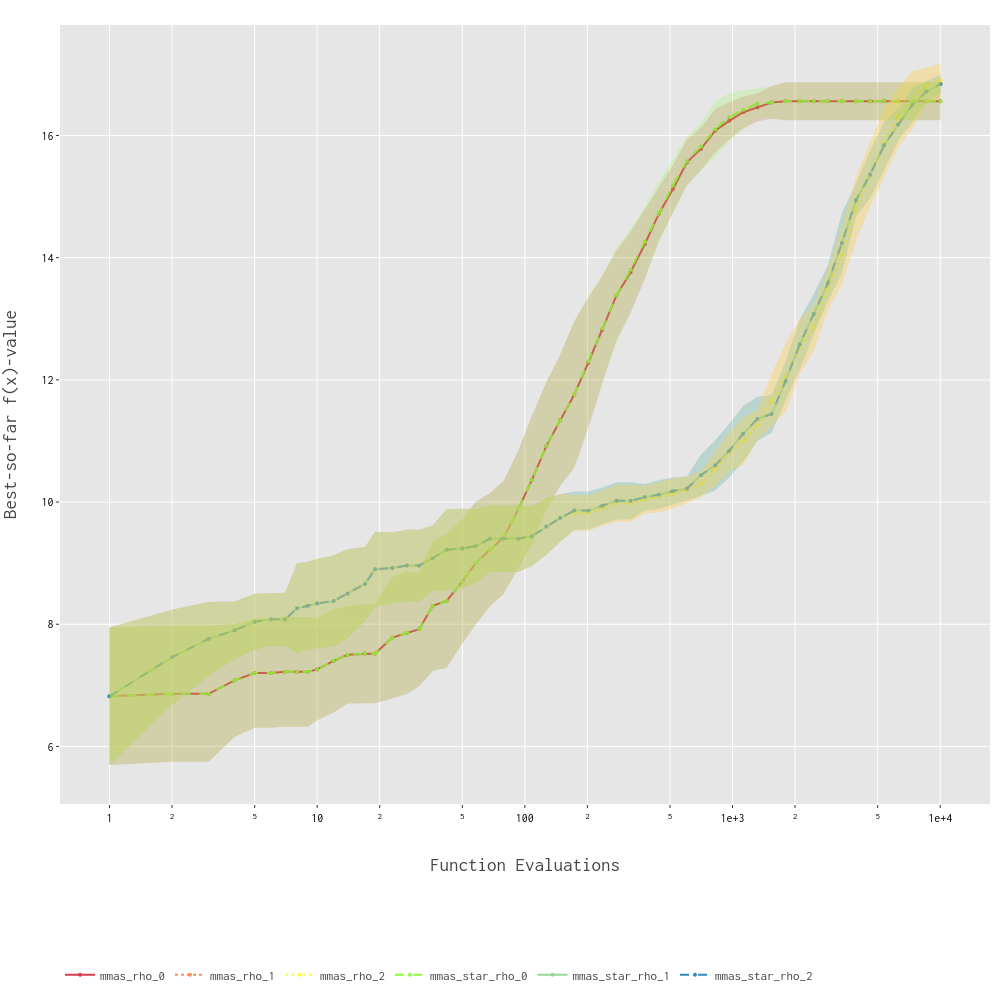 Best-so-far f(x)-value
16
14
12
10
8
6
1 2 5 10 2 5 100 2 5 1e+3 2 5 1e+4
Function Evaluations
mmas_rho_0 mmas_rho_1 mmas_rho_2 mmas_star_rho_0 mmas_star_rho_1 mmas_star_rho_2